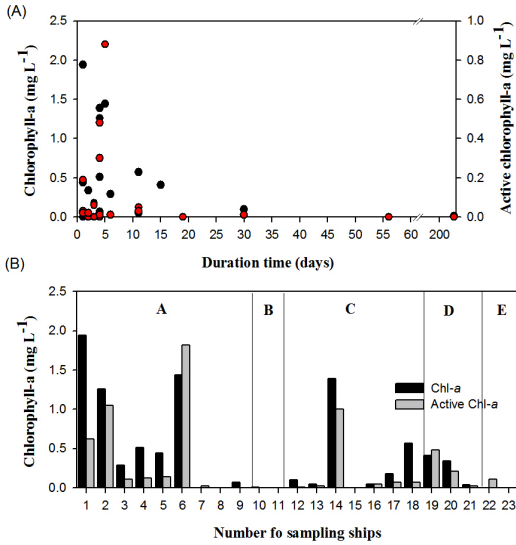 (A)
2.5
2.0
1.5
1.0
0.5
0.0
Chlorophyll-a (mg L-1)
1.0
0.8
0.6
0.4
0.2
0.0
Active chlorophyll-a (mg L-1)
0 5 10 15 20 25 30 35 40 45 50 55 60 200
Duration time (days)
(B)
A B C D E
2.5
2.0
1.5
1.0
0.5
0.0
Chlorophyll-a (mg L-1)
Chl-a
Active Chl-a
1 2 3 4 5 6 7 8 9 10 11 12 13 14 15 16 17 18 19 20 21 22 23
Number fo sampling ships